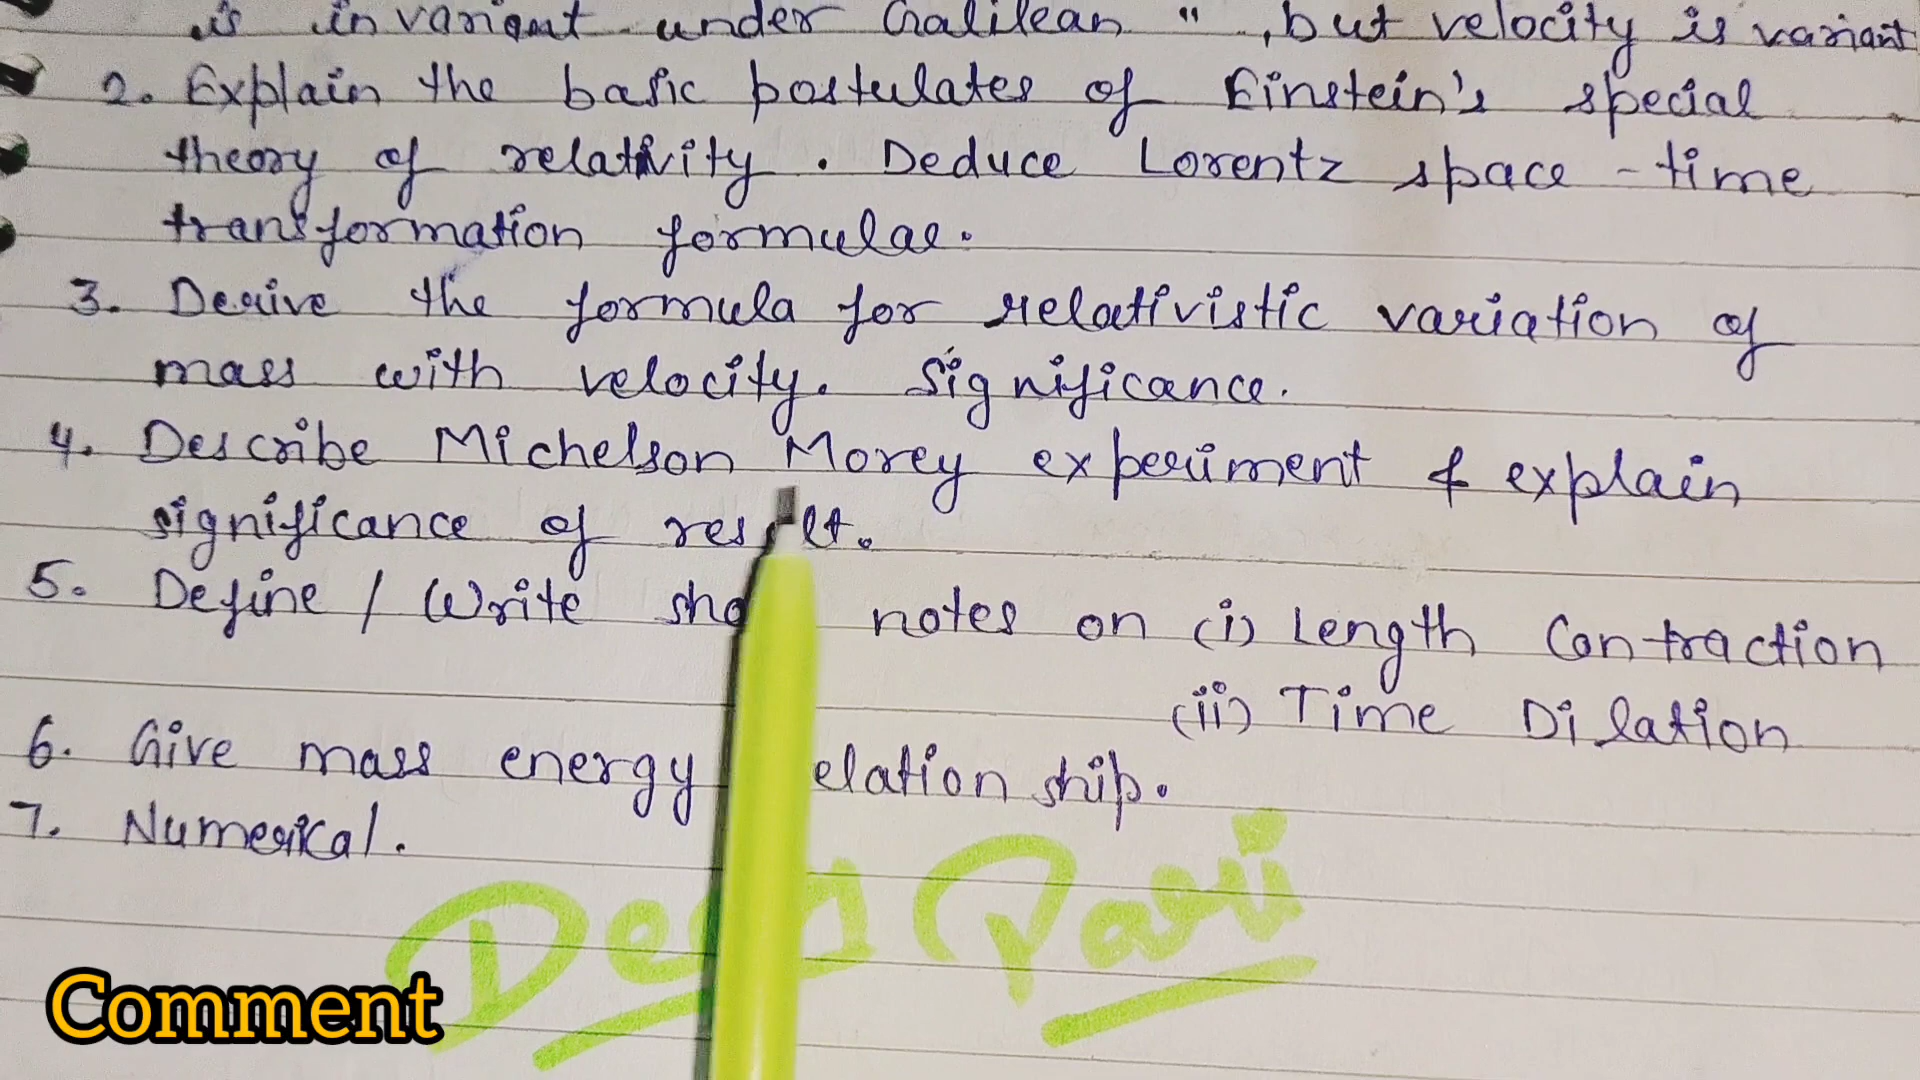 is invariant under Galilean " , but velocity is variant
2. Explain the basic postulates of Einstein's special
theory of relativity. Deduce Lorentz space-time
transformation formulae.
3. Derive the formula for relativistic variation of
mass with velocity. Significance.
4. Describe Michelson Morey experiment & explain
significance of result.
5. Define / Write sho notes on (i) Length Contraction
(ii) Time Dilation
6. Give mass energy elation ship.
7. Numerical.
Pari
Comment